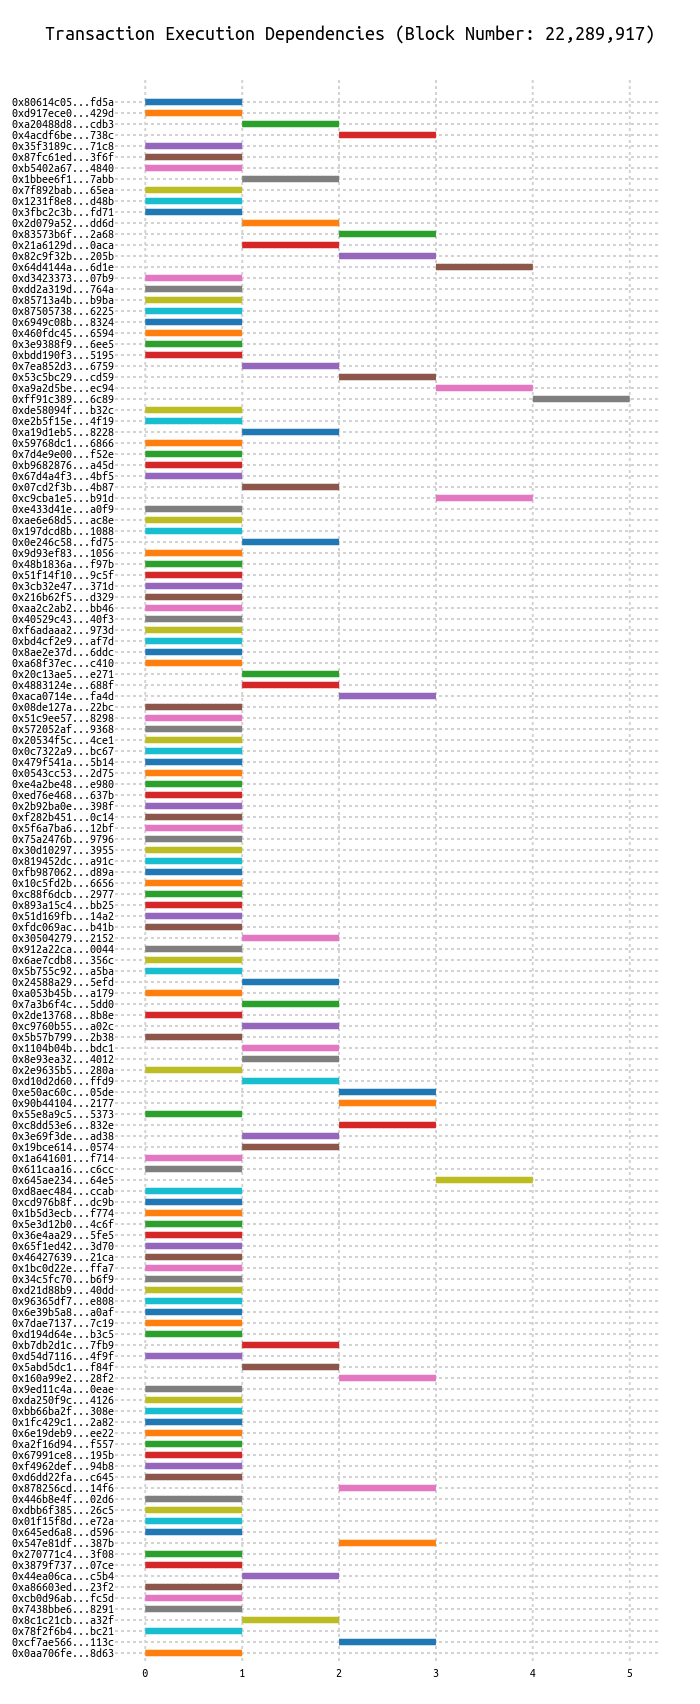 Transaction Execution Dependencies (Block Number: 22,289,917)
0x80614c05...fd5a
0xd917ece0...429d
0xa20488d8...cdb3
0x4acdf6be...738c
0x35f3189c...71c8
0x87fc61ed...3f6f
0xb5402a67...4840
0x1bbee6f1...7abb
0x7f892bab...65ea
0x1231f8e8...d48b
0x3fbc2c3b...fd71
0x2d079a52...dd6d
0x83573b6f...2a68
0x21a6129d...0aca
0x82c9f32b...205b
0x64d4144a...6d1e
0xd3423373...07b9
0xdd2a319d...764a
0x85713a4b...b9ba
0x87505738...6225
0x6949c08b...8324
0x460fdc45...6594
0x3e9388f9...6ee5
0xbdd190f3...5195
0x7ea852d3...6759
0x53c5bc29...cd59
0xa9a2d5be...ec94
0xff91c389...6c89
0xde58094f...b32c
0xe2b5f15e...4f19
0xa19d1eb5...8228
0x59768dc1...6866
0x7d4e9e00...f52e
0xb9682876...a45d
0x67d4a4f3...4bf5
0x07cd2f3b...4b87
0xc9cba1e5...b91d
0xe433d41e...a0f9
0xae6e68d5...ac8e
0x197dcd8b...1088
0x0e246c58...fd75
0x9d93ef83...1056
0x48b1836a...f97b
0x51f14f10...9c5f
0x3cb32e47...371d
0x216b62f5...d329
0xaa2c2ab2...bb46
0x40529c43...40f3
0xf6adaaa2...973d
0xbd4cf2e9...af7d
0x8ae2e37d...6ddc
0xa68f37ec...c410
0x20c13ae5...e271
0x4883124e...688f
0xaca0714e...fa4d
0x08de127a...22bc
0x51c9ee57...8298
0x572052af...9368
0x20534f5c...4ce1
0x0c7322a9...bc67
0x479f541a...5b14
0x0543cc53...2d75
0xe4a2be48...e980
0xed76e468...637b
0x2b92ba0e...398f
0xf282b451...0c14
0x5f6a7ba6...12bf
0x75a2476b...9796
0x30d10297...3955
0x819452dc...a91c
0xfb987062...d89a
0x10c5fd2b...6656
0xc88f6dcb...2977
0x893a15c4...bb25
0x51d169fb...14a2
0xfdc069ac...b41b
0x30504279...2152
0x912a22ca...0044
0x6ae7cdb8...356c
0x5b755c92...a5ba
0x24588a29...5efd
0xa053b45b...a179
0x7a3b6f4c...5dd0
0x2de13768...8b8e
0xc9760b55...a02c
0x5b57b799...2b38
0x1104b04b...bdc1
0x8e93ea32...4012
0x2e9635b5...280a
0xd10d2d60...ffd9
0xe50ac60c...05de
0x90b44104...2177
0x55e8a9c5...5373
0xc8dd53e6...832e
0x3e69f3de...ad38
0x19bce614...0574
0x1a641601...f714
0x611caa16...c6cc
0x645ae234...64e5
0xd8aec484...ccab
0xcd976b8f...dc9b
0x1b5d3ecb...f774
0x5e3d12b0...4c6f
0x36e4aa29...5fe5
0x65f1ed42...3d70
0x46427639...21ca
0x1bc0d22e...ffa7
0x34c5fc70...b6f9
0xd21d88b9...40dd
0x96365df7...e808
0x6e39b5a8...a0af
0x7dae7137...7c19
0xd194d64e...b3c5
0xb7db2d1c...7fb9
0xd54d7116...4f9f
0x5abd5dc1...f84f
0x160a99e2...28f2
0x9ed11c4a...0eae
0xda250f9c...4126
0xbb66ba2f...308e
0x1fc429c1...2a82
0x6e19deb9...ee22
0xa2f16d94...f557
0x67991ce8...195b
0xf4962def...94b8
0xd6dd22fa...c645
0x878256cd...14f6
0x446b8e4f...02d6
0xdbb6f385...26c5
0x01f15f8d...e72a
0x645ed6a8...d596
0x547e81df...387b
0x270771c4...3f08
0x3879f737...07ce
0x44ea06ca...c5b4
0xa86603ed...23f2
0xcb0d96ab...fc5d
0x7438bbe6...8291
0x8c1c21cb...a32f
0x78f2f6b4...bc21
0xcf7ae566...113c
0x0aa706fe...8d63
0 1 2 3 4 5